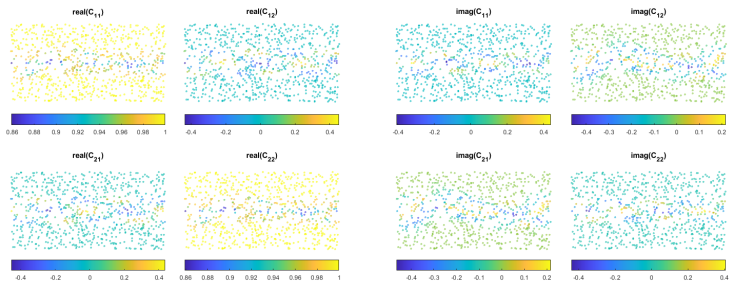 real(C11)
real(C12)
imag(C11)
imag(C12)
0.86 0.88 0.9 0.92 0.94 0.96 0.98 1
-0.4 -0.2 0 0.2 0.4
-0.4 -0.2 0 0.2 0.4
-0.4 -0.3 -0.2 -0.1 0 0.1 0.2
real(C21)
real(C22)
imag(C21)
imag(C22)
-0.4 -0.2 0 0.2 0.4
0.86 0.88 0.9 0.92 0.94 0.96 0.98 1
-0.4 -0.3 -0.2 -0.1 0 0.1 0.2
-0.4 -0.2 0 0.2 0.4